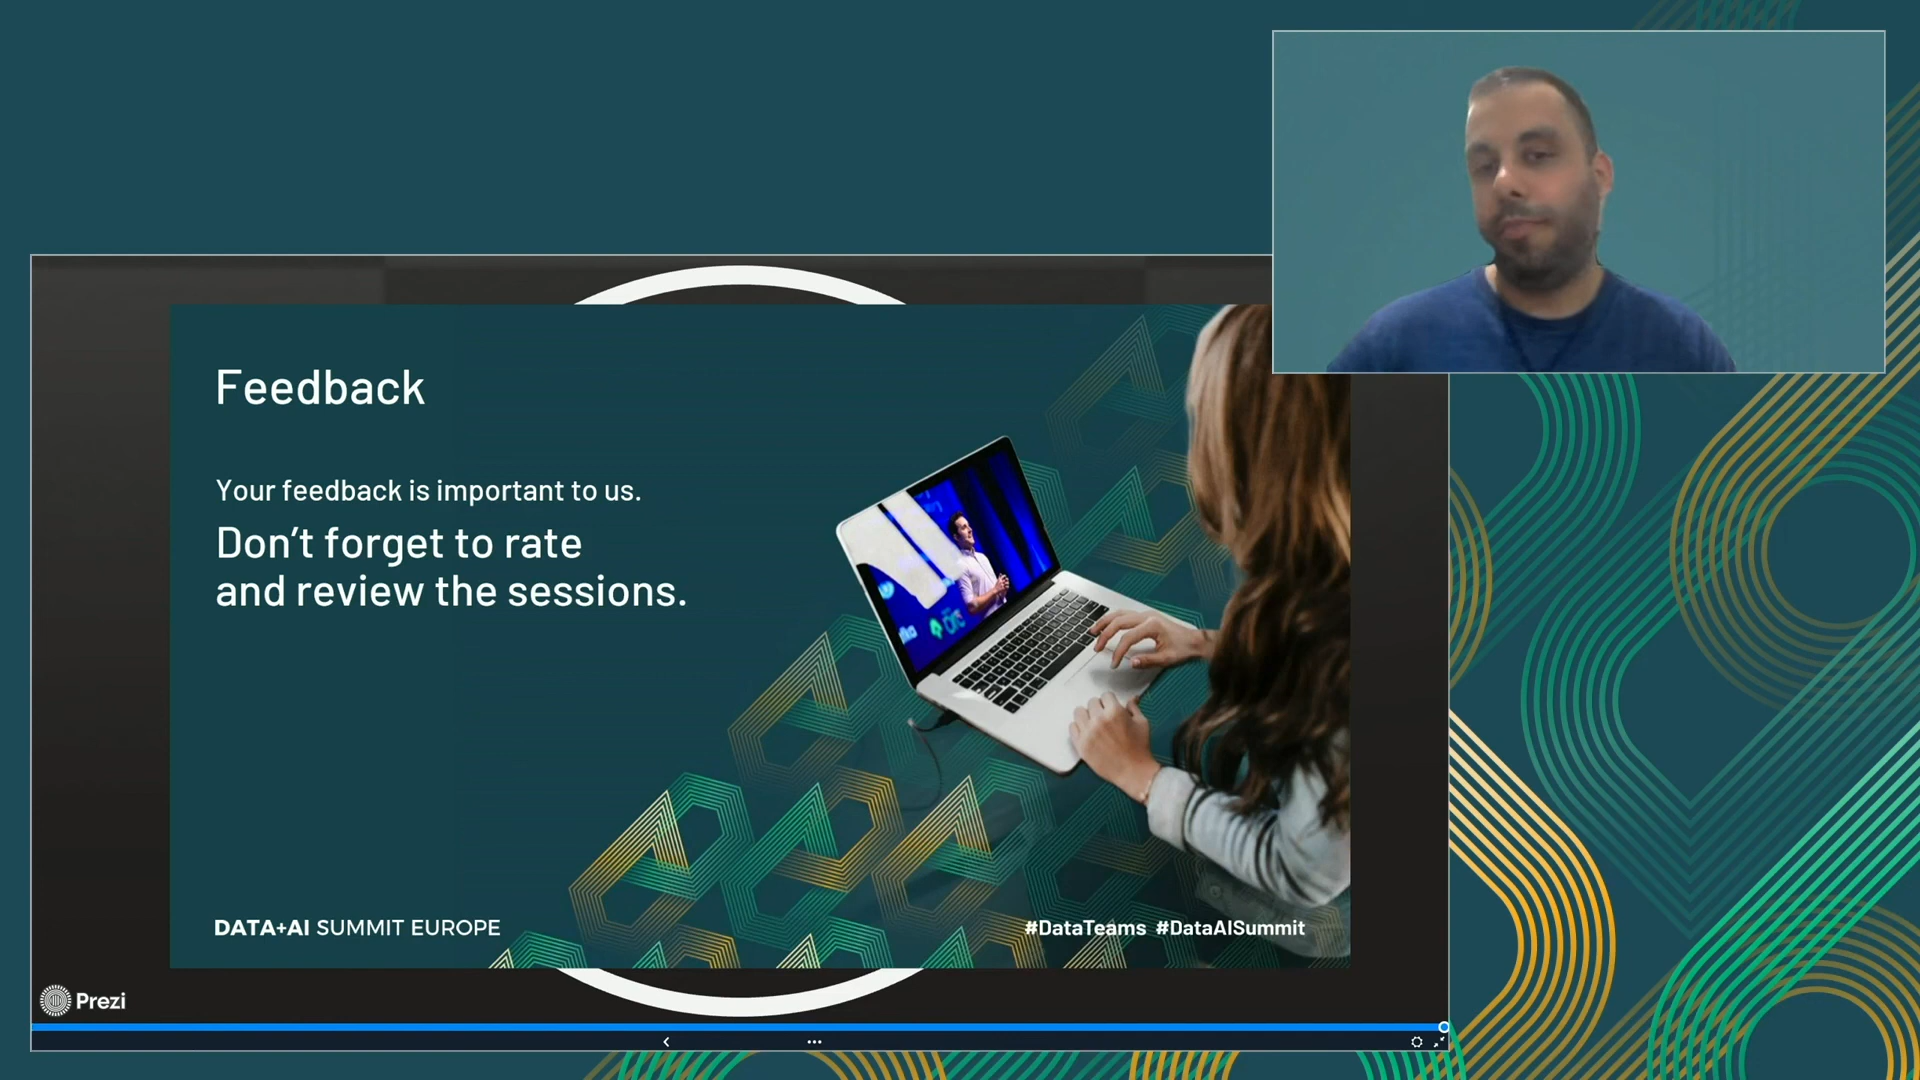 Feedback
Your feedback is important to us.
Don’t forget to rate
and review the sessions.
DATA+AI SUMMIT EUROPE
#DataTeams #DataAISummit
Prezi